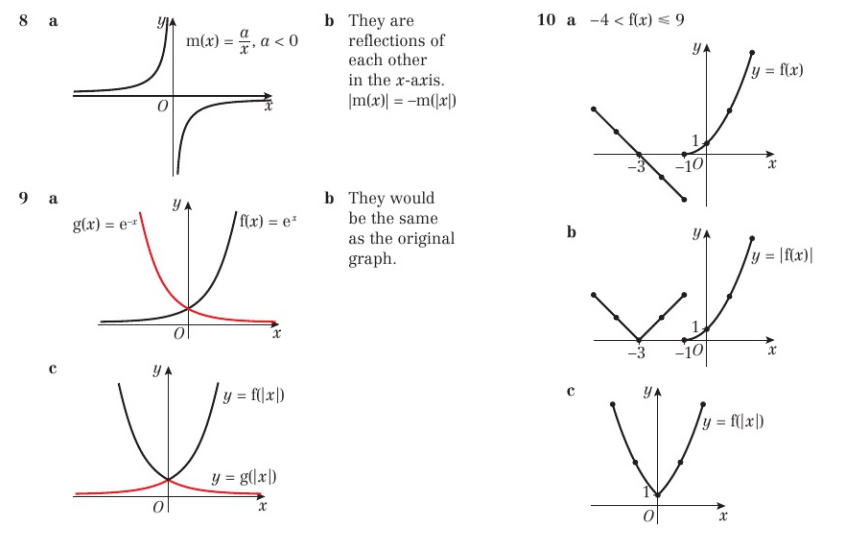 8 a
y
m(x) = a/x, a < 0
O
x
b They are
reflections of
each other
in the x-axis.
|m(x)| = −m(|x|)
9 a
y
g(x) = e⁻ˣ
f(x) = eˣ
O
x
b They would
be the same
as the original
graph.
c
y
y = f(|x|)
y = g(|x|)
O
x
10 a −4 < f(x) ⩽ 9
y
y = f(x)
1
−3
−1
O
x
b
y
y = |f(x)|
1
−3
−1
O
x
c
y
y = f(|x|)
1
O
x